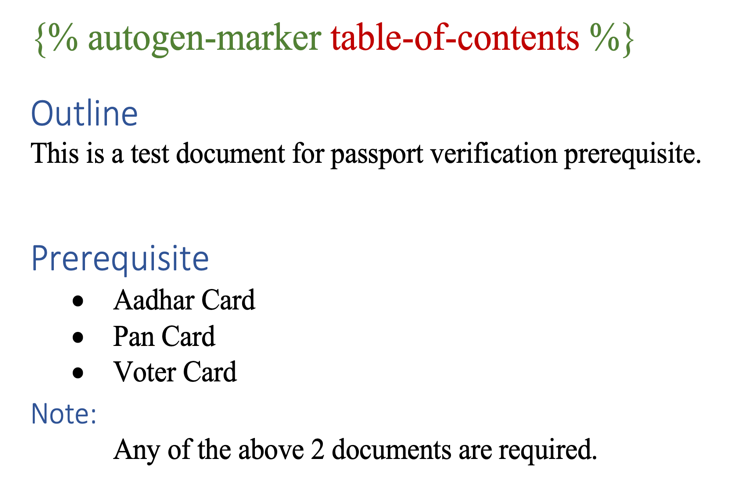 {% autogen-marker table-of-contents %}
Outline
This is a test document for passport verification prerequisite.
Prerequisite
• Aadhar Card
• Pan Card
• Voter Card
Note:
Any of the above 2 documents are required.